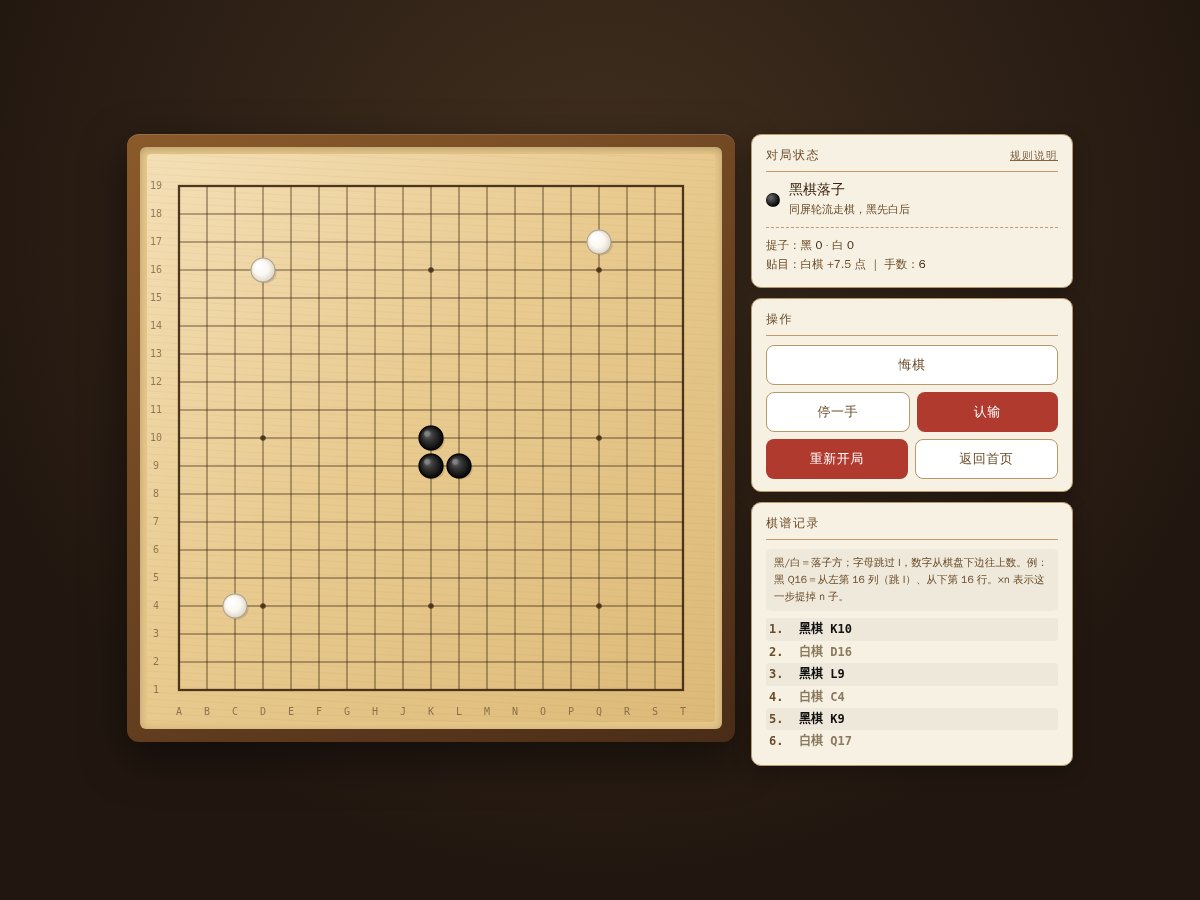 19
18
17
16
15
14
13
12
11
10
9
8
7
6
5
4
3
2
1
A B C D E F G H J K L M N O P Q R S T
对局状态 规则说明
黑棋落子
同屏轮流走棋，黑先白后
提子：黑 0 · 白 0
贴目：白棋 +7.5 点 ｜ 手数：6
操作
悔棋
停一手 认输
重新开局 返回首页
棋谱记录
黑/白＝落子方；字母跳过 I，数字从棋盘下边往上数。例：
黑 Q16＝从左第 16 列（跳 I）、从下第 16 行。×n 表示这
一步提掉 n 子。
1. 黑棋 K10
2. 白棋 D16
3. 黑棋 L9
4. 白棋 C4
5. 黑棋 K9
6. 白棋 Q17